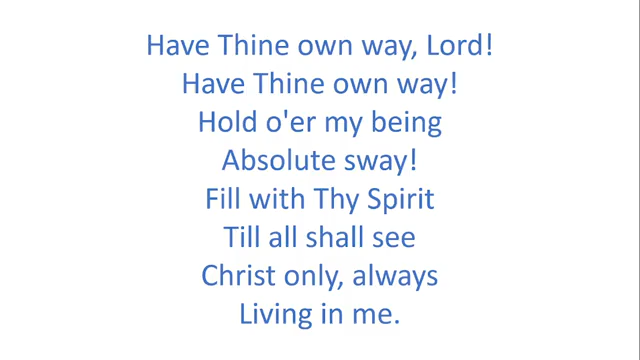 Have Thine own way, Lord!
Have Thine own way!
Hold o'er my being
Absolute sway!
Fill with Thy Spirit
Till all shall see
Christ only, always
Living in me.